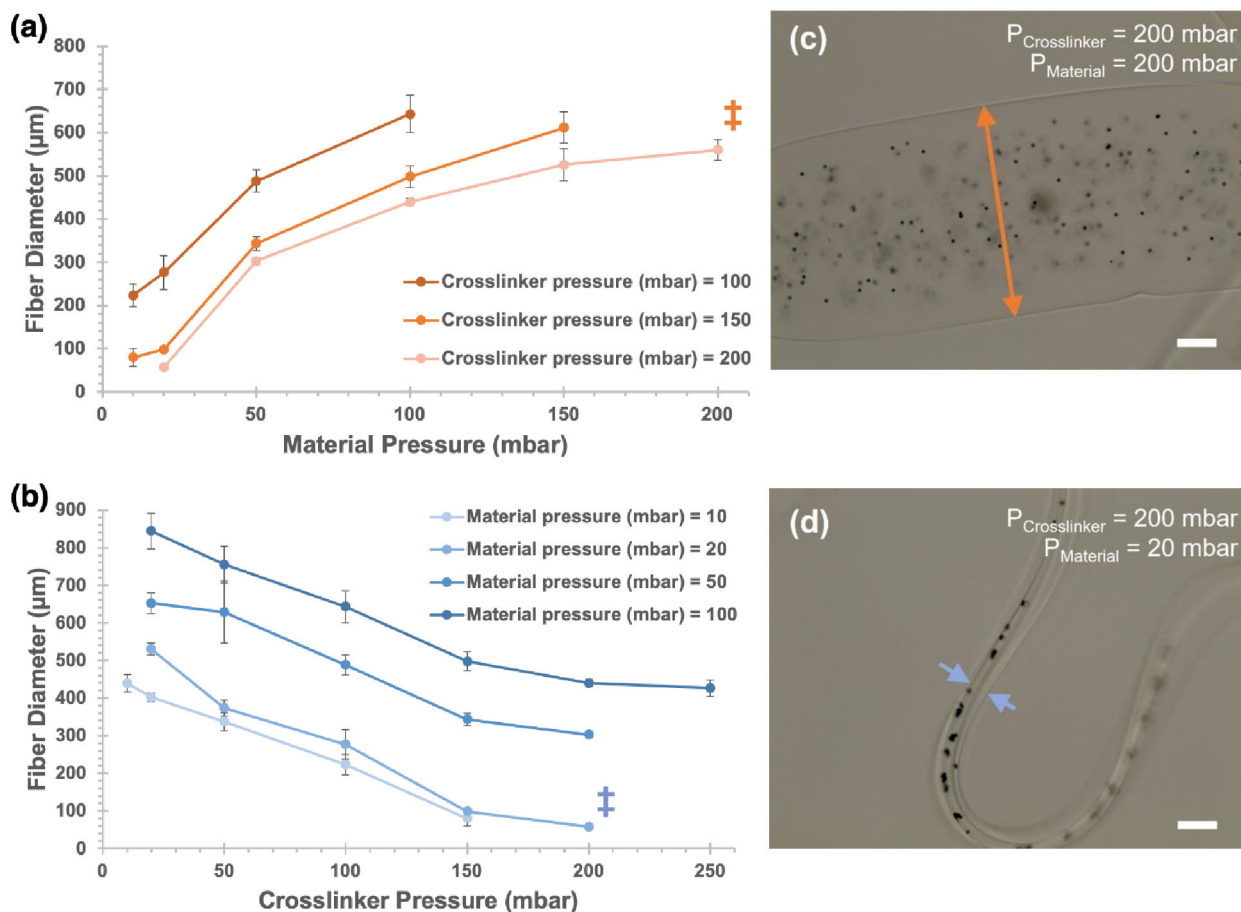 (a)
800
700
600
500
400
300
200
100
0
Fiber Diameter (µm)
0 50 100 150 200
Material Pressure (mbar)
Crosslinker pressure (mbar) = 100
Crosslinker pressure (mbar) = 150
Crosslinker pressure (mbar) = 200
‡
(c)
P Crosslinker = 200 mbar
P Material = 200 mbar
(b)
900
800
700
600
500
400
300
200
100
0
Fiber Diameter (µm)
0 50 100 150 200 250
Crosslinker Pressure (mbar)
Material pressure (mbar) = 10
Material pressure (mbar) = 20
Material pressure (mbar) = 50
Material pressure (mbar) = 100
‡
(d)
P Crosslinker = 200 mbar
P Material = 20 mbar